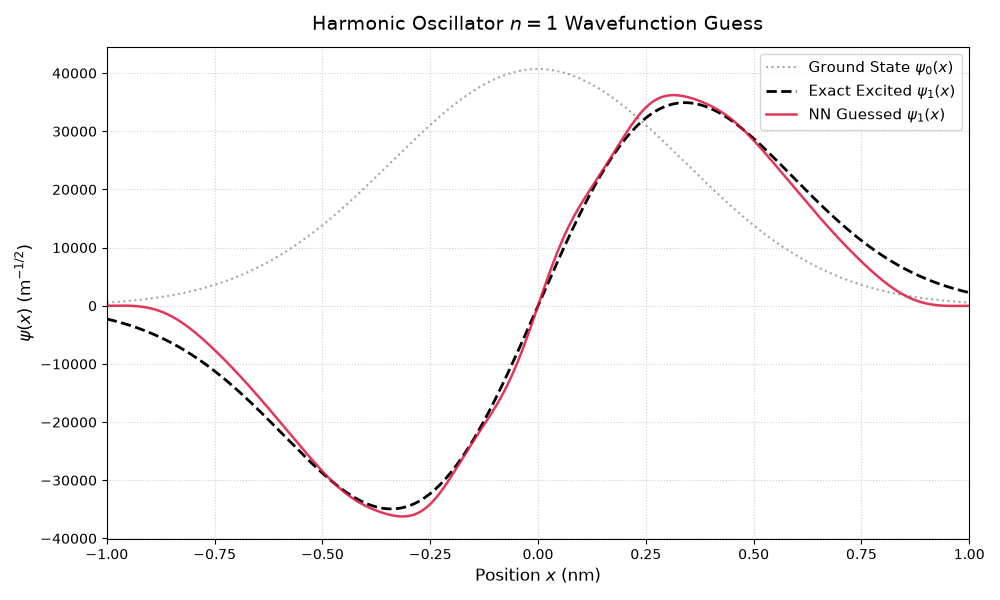 Harmonic Oscillator n = 1 Wavefunction Guess
Ground State ψ₀(x)
Exact Excited ψ₁(x)
NN Guessed ψ₁(x)
ψ(x) (m⁻¹/²)
40000
30000
20000
10000
0
−10000
−20000
−30000
−40000
−1.00 −0.75 −0.50 −0.25 0.00 0.25 0.50 0.75 1.00
Position x (nm)